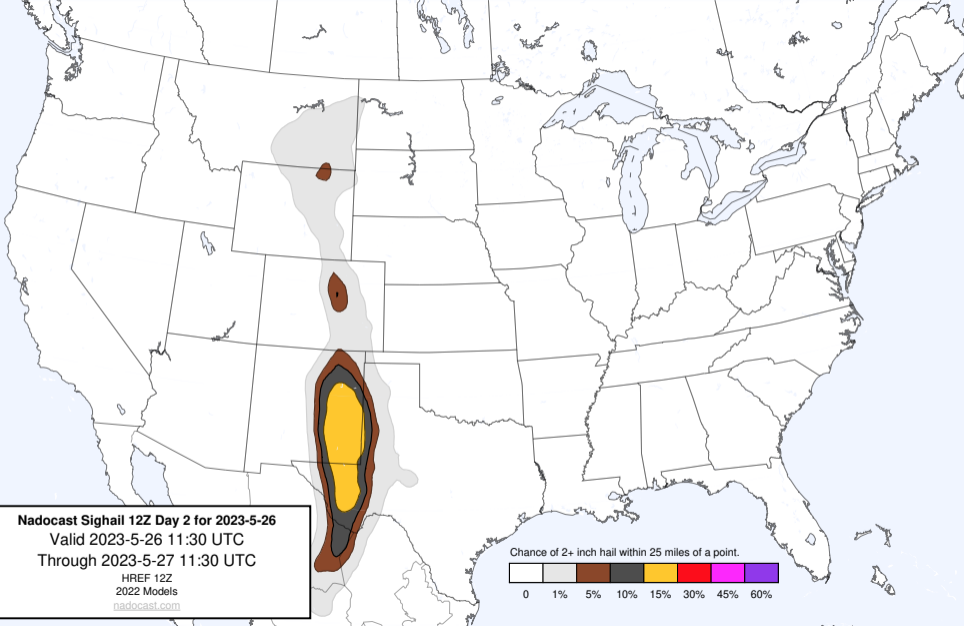 Nadocast Sighail 12Z Day 2 for 2023-5-26
Valid 2023-5-26 11:30 UTC
Through 2023-5-27 11:30 UTC
HREF 12Z
2022 Models
nadocast.com
Chance of 2+ inch hail within 25 miles of a point.
0 1% 5% 10% 15% 30% 45% 60%